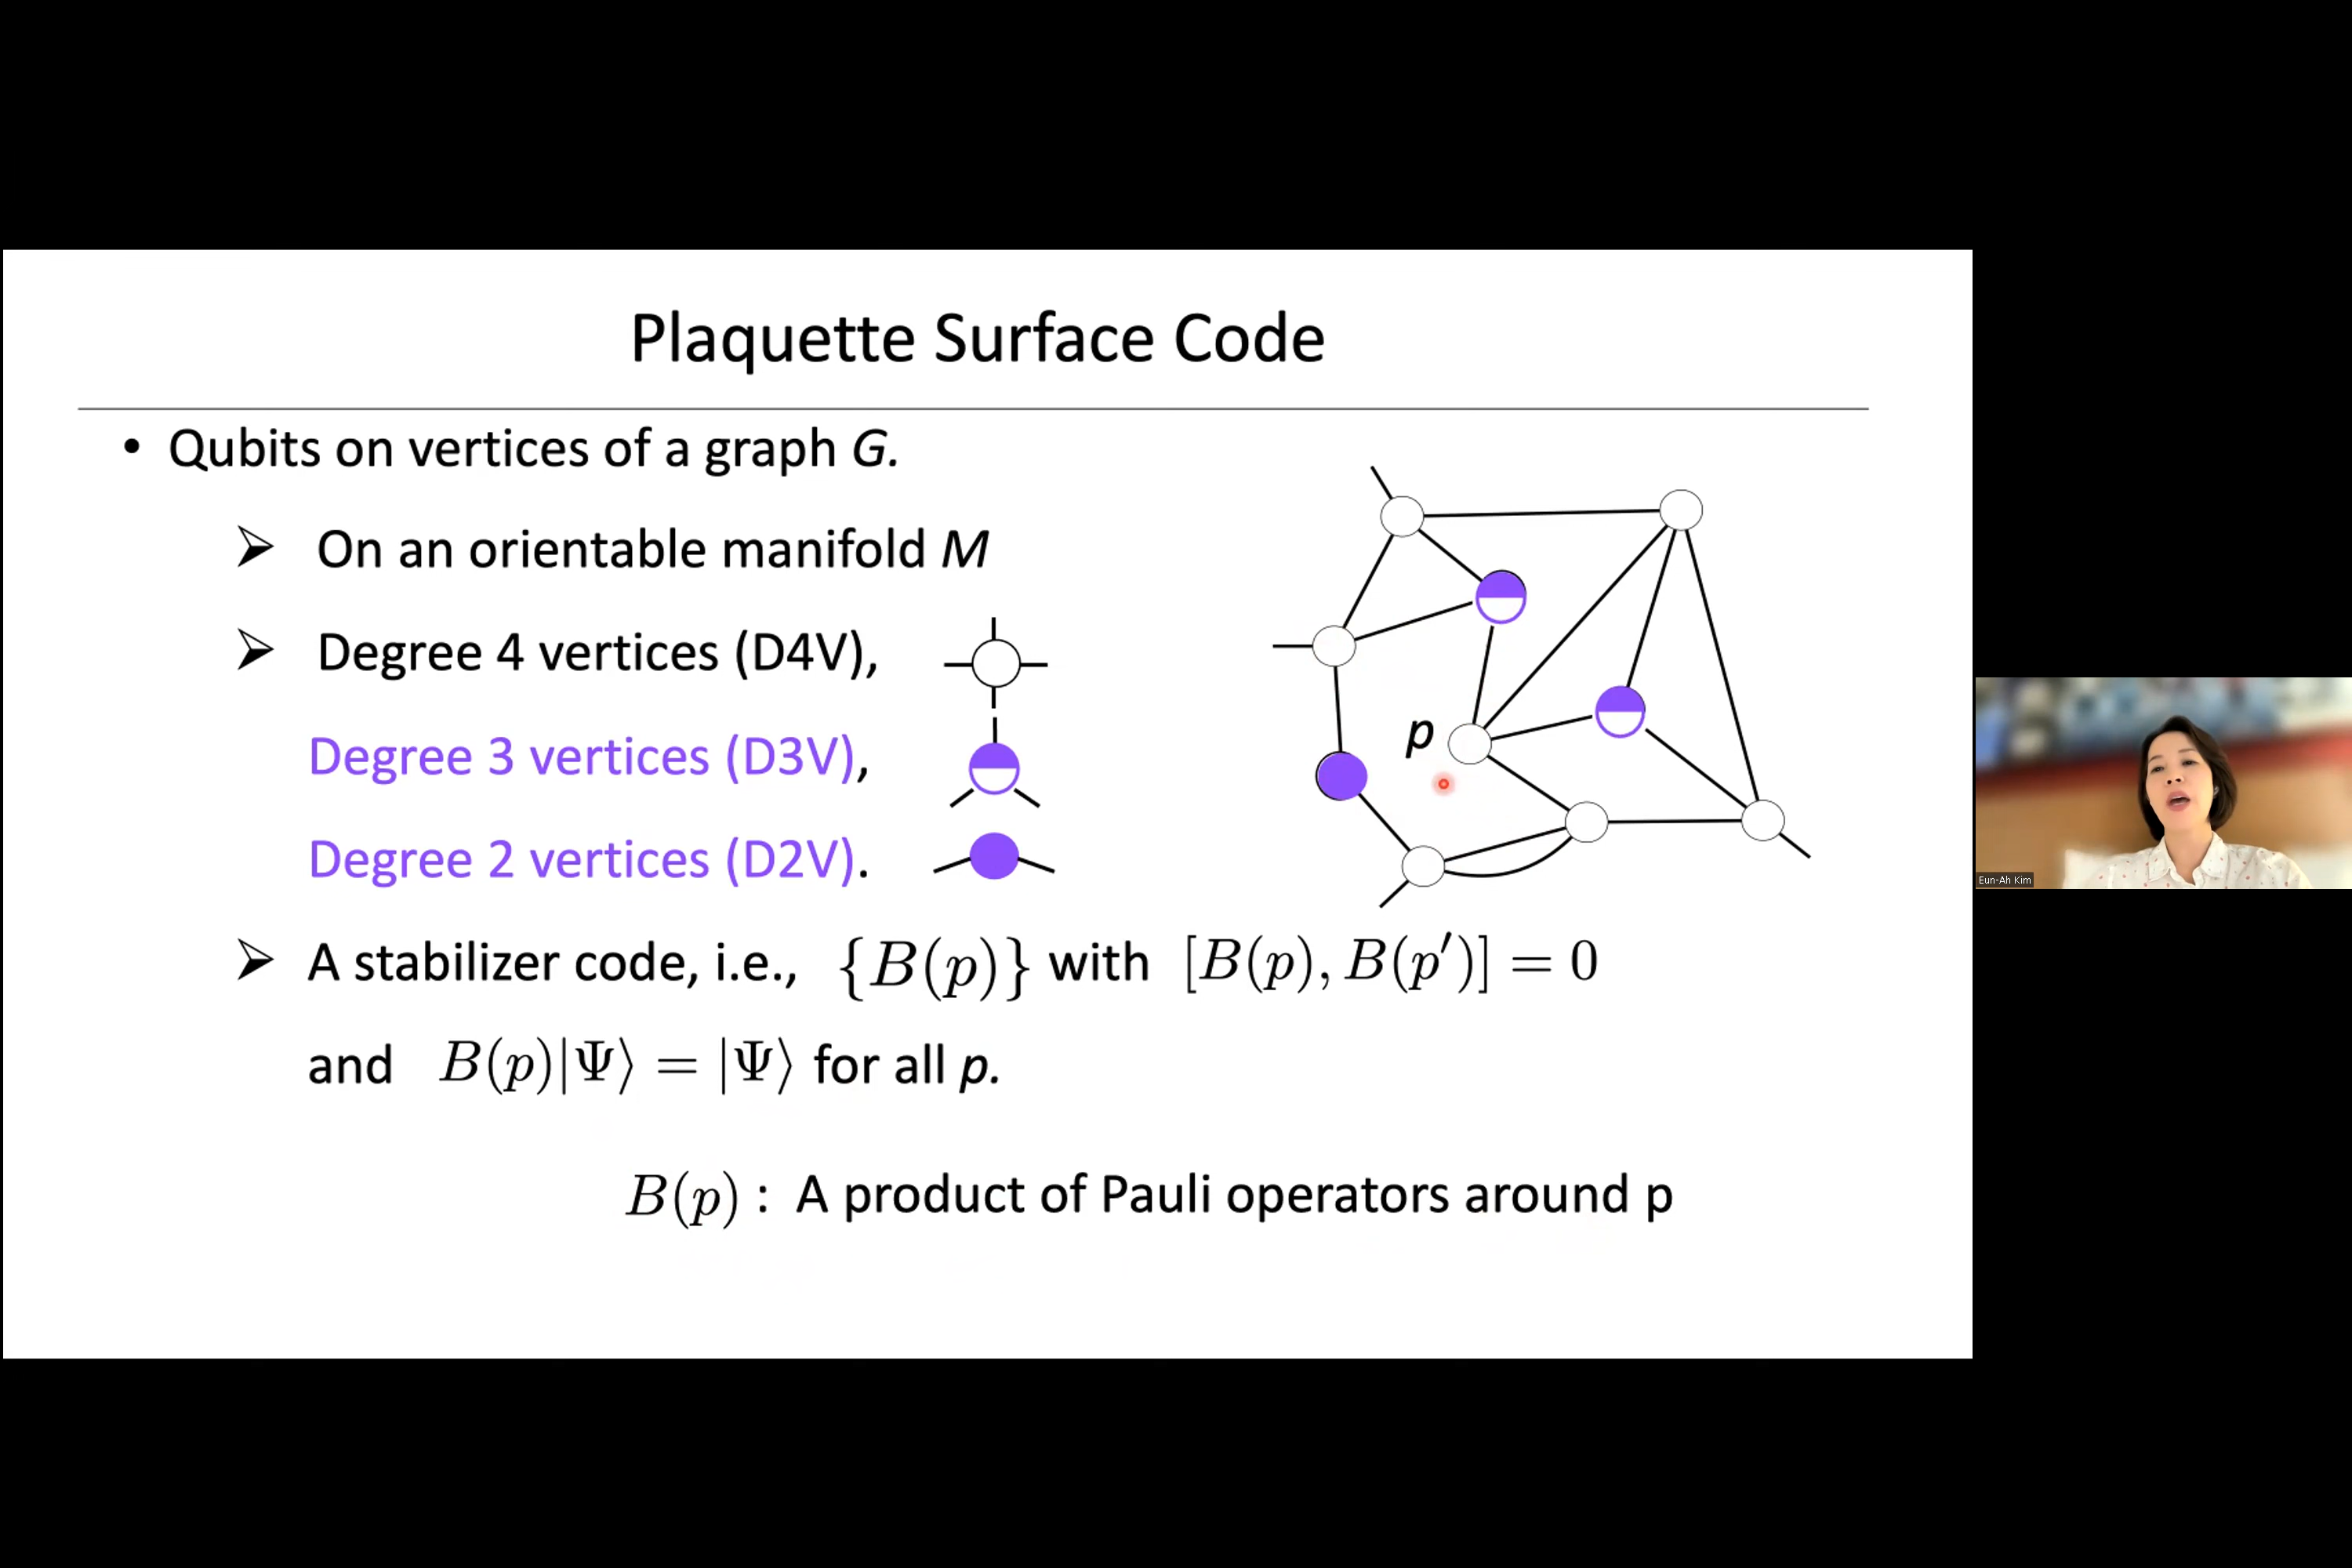 Plaquette Surface Code
• Qubits on vertices of a graph G.
➢ On an orientable manifold M
➢ Degree 4 vertices (D4V),
Degree 3 vertices (D3V),
Degree 2 vertices (D2V).
p
➢ A stabilizer code, i.e., {B(p)} with [B(p), B(p′)] = 0
and B(p)|Ψ⟩ = |Ψ⟩ for all p.
B(p) : A product of Pauli operators around p
Eun-Ah Kim